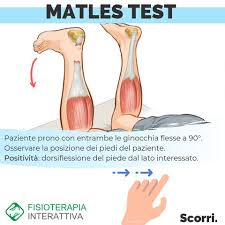 MATLES TEST
Paziente prono con entrambe le ginocchia flesse a 90°.
Osservare la posizione dei piedi del paziente.
Positività: dorsiflessione del piede dal lato interessato.
FISIOTERAPIA
INTERATTIVA
Scorri.